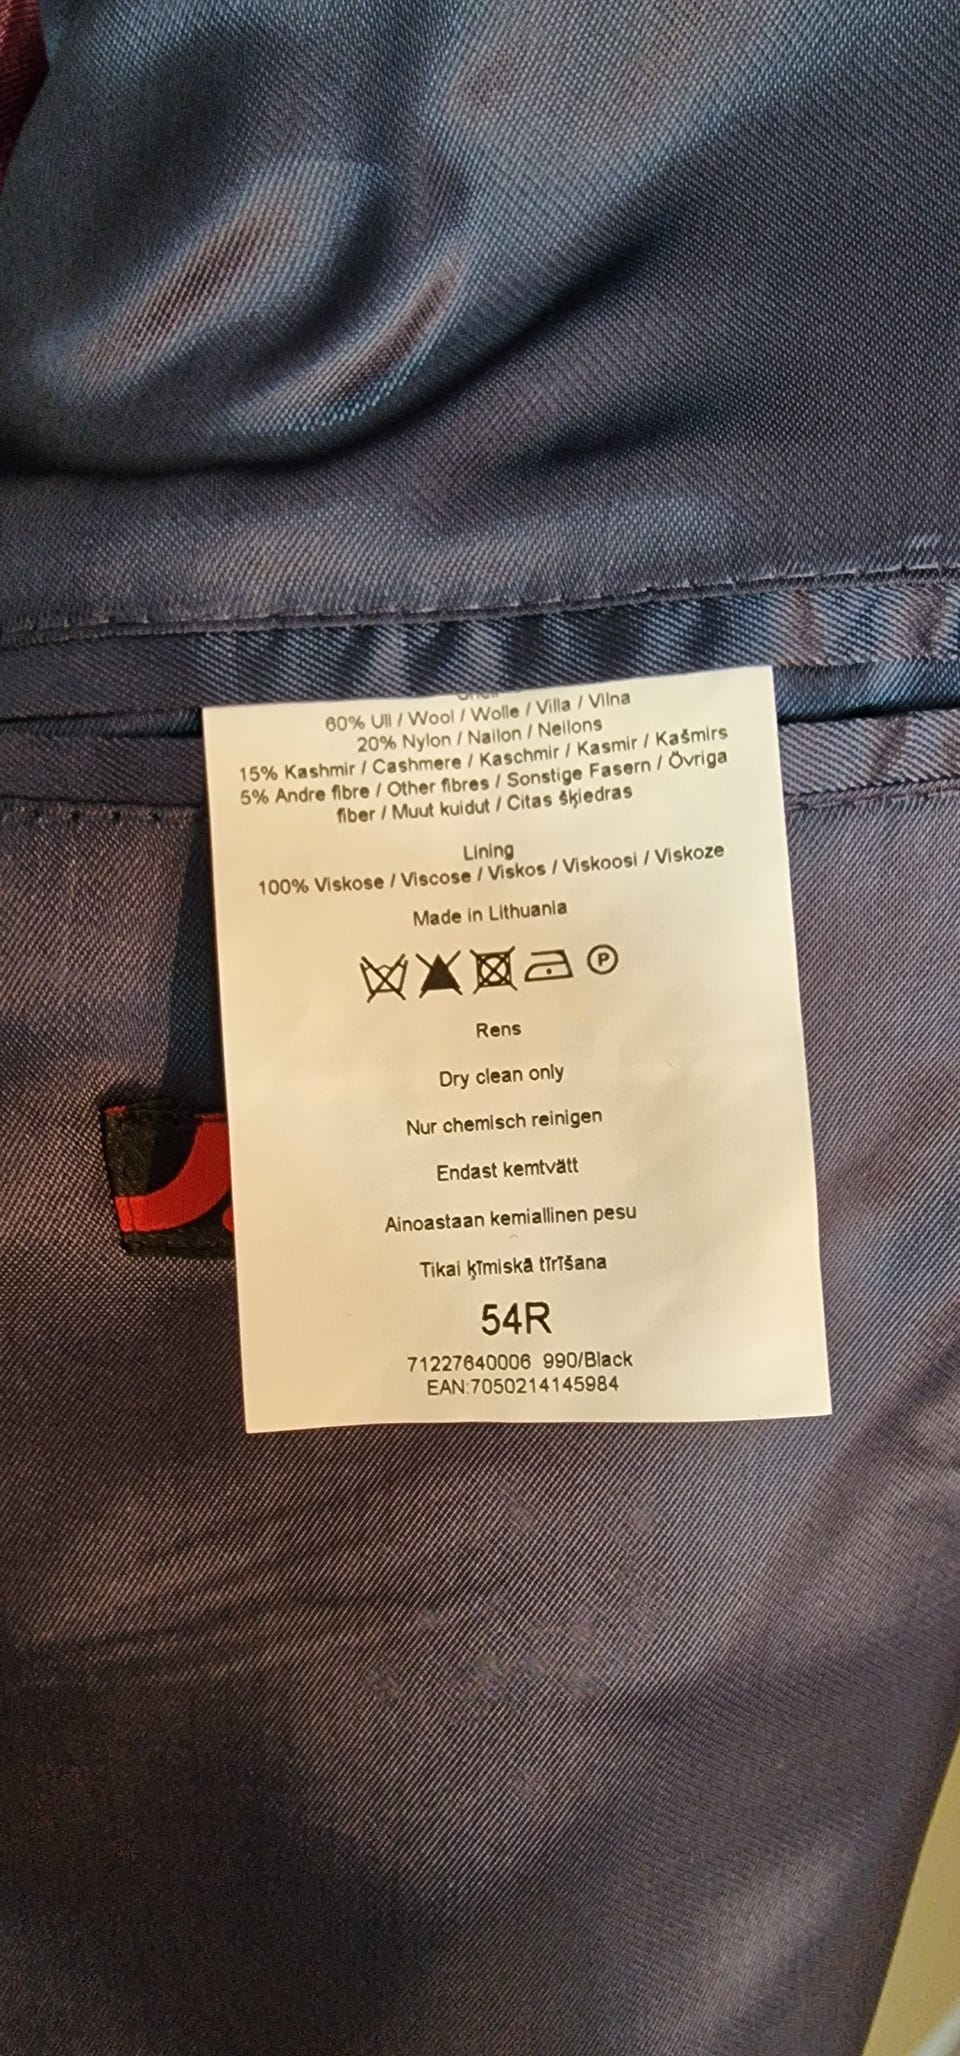 Shell
60% Ull / Wool / Wolle / Villa / Vilna
20% Nylon / Nailon / Neilons
15% Kashmir / Cashmere / Kaschmir / Kasmir / Kašmirs
5% Andre fibre / Other fibres / Sonstige Fasern / Övriga
fiber / Muut kuidut / Citas šķiedras
Lining
100% Viskose / Viscose / Viskos / Viskoosi / Viskoze
Made in Lithuania
P
Rens
Dry clean only
Nur chemisch reinigen
Endast kemtvätt
Ainoastaan kemiallinen pesu
Tikai ķīmiskā tīrīšana
54R
71227640006 990/Black
EAN:7050214145984